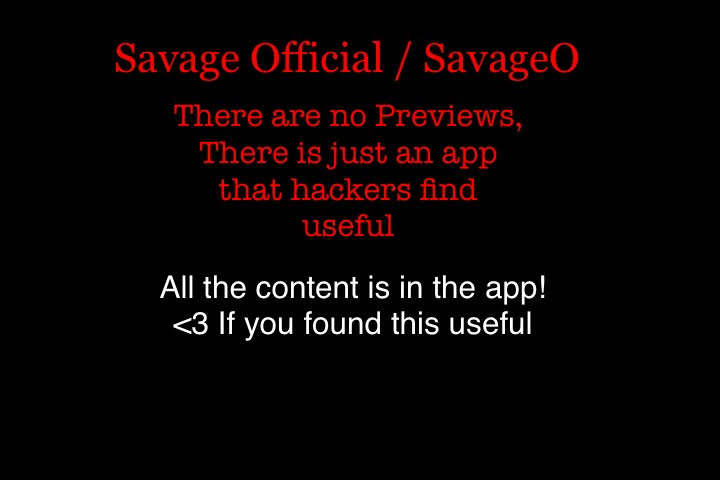 Savage Official / SavageO
There are no Previews,
There is just an app
that hackers find
useful
All the content is in the app!
<3 If you found this useful